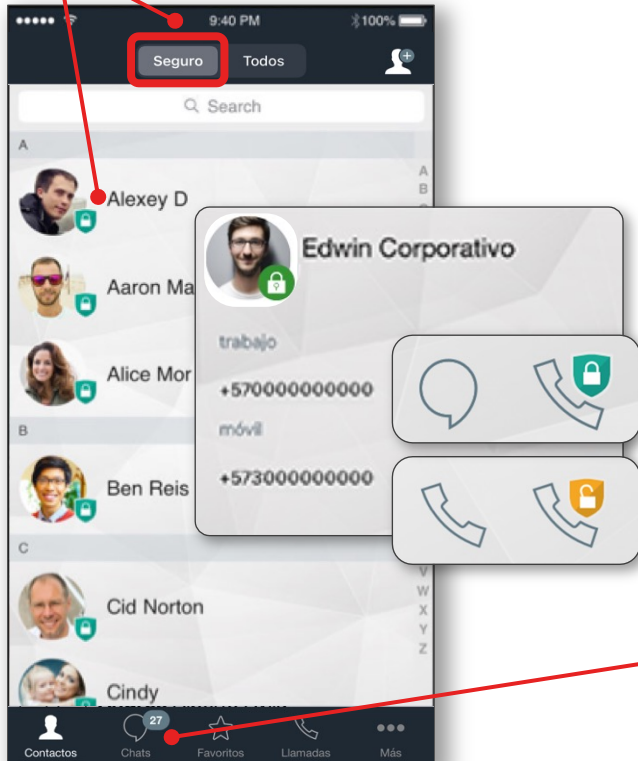 9:40 PM
100%
Seguro
Todos
Search
A
Alexey D
A
B
Edwin Corporativo
Aaron Ma
trabajo
Alice Mor
+570000000000
móvil
B
+573000000000
Ben Reis
C
V
W
X
Y
Z
Cid Norton
Cindy
27
Contactos
Chats
Favoritos
Llamadas
Más